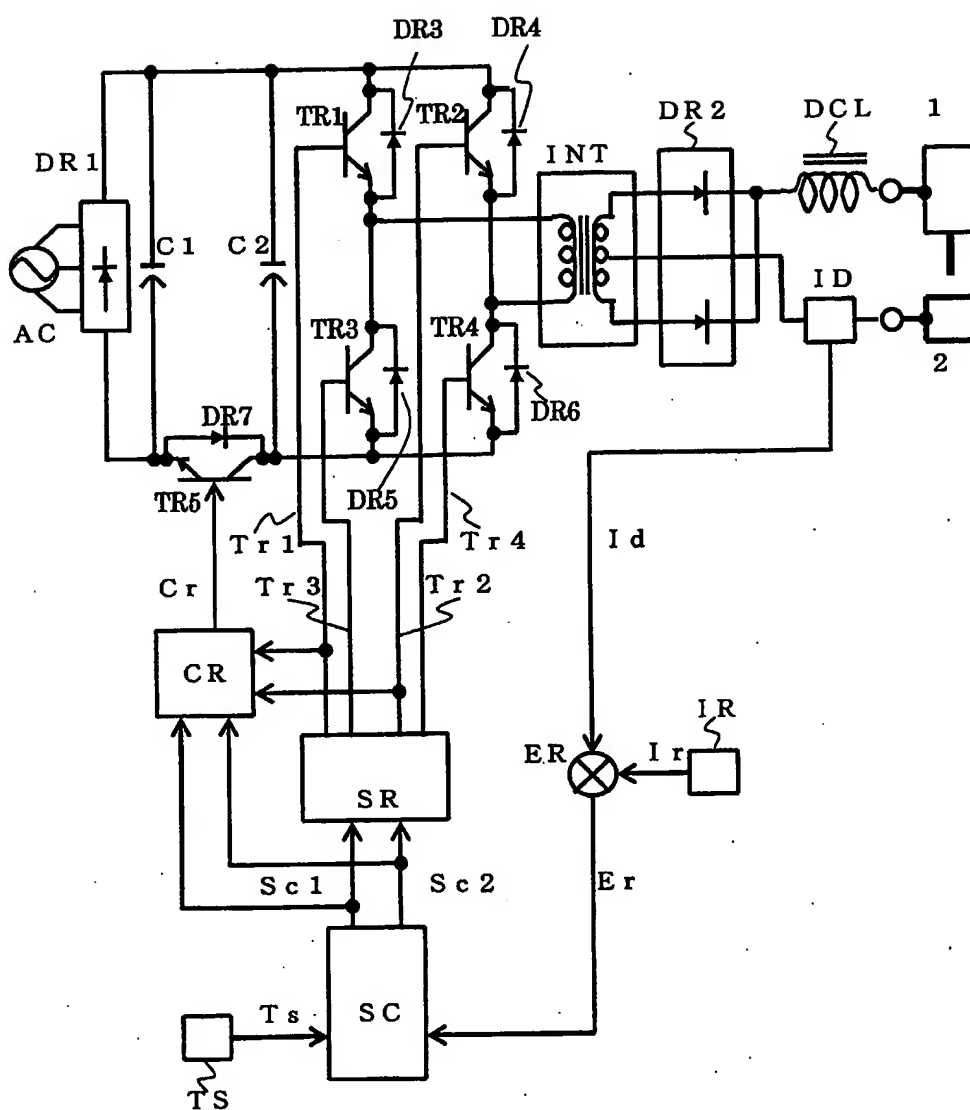 DR3
DR4
TR1
TR2
DR2
DCL
1
DR1
INT
C1
C2
ID
AC
TR3
TR4
2
DR7
DR6
TR5
DR5
Tr1
Tr4
Id
Cr
Tr3
Tr2
CR
IR
ER
Ir
SR
Sc1
Sc2
Er
Ts
SC
TS